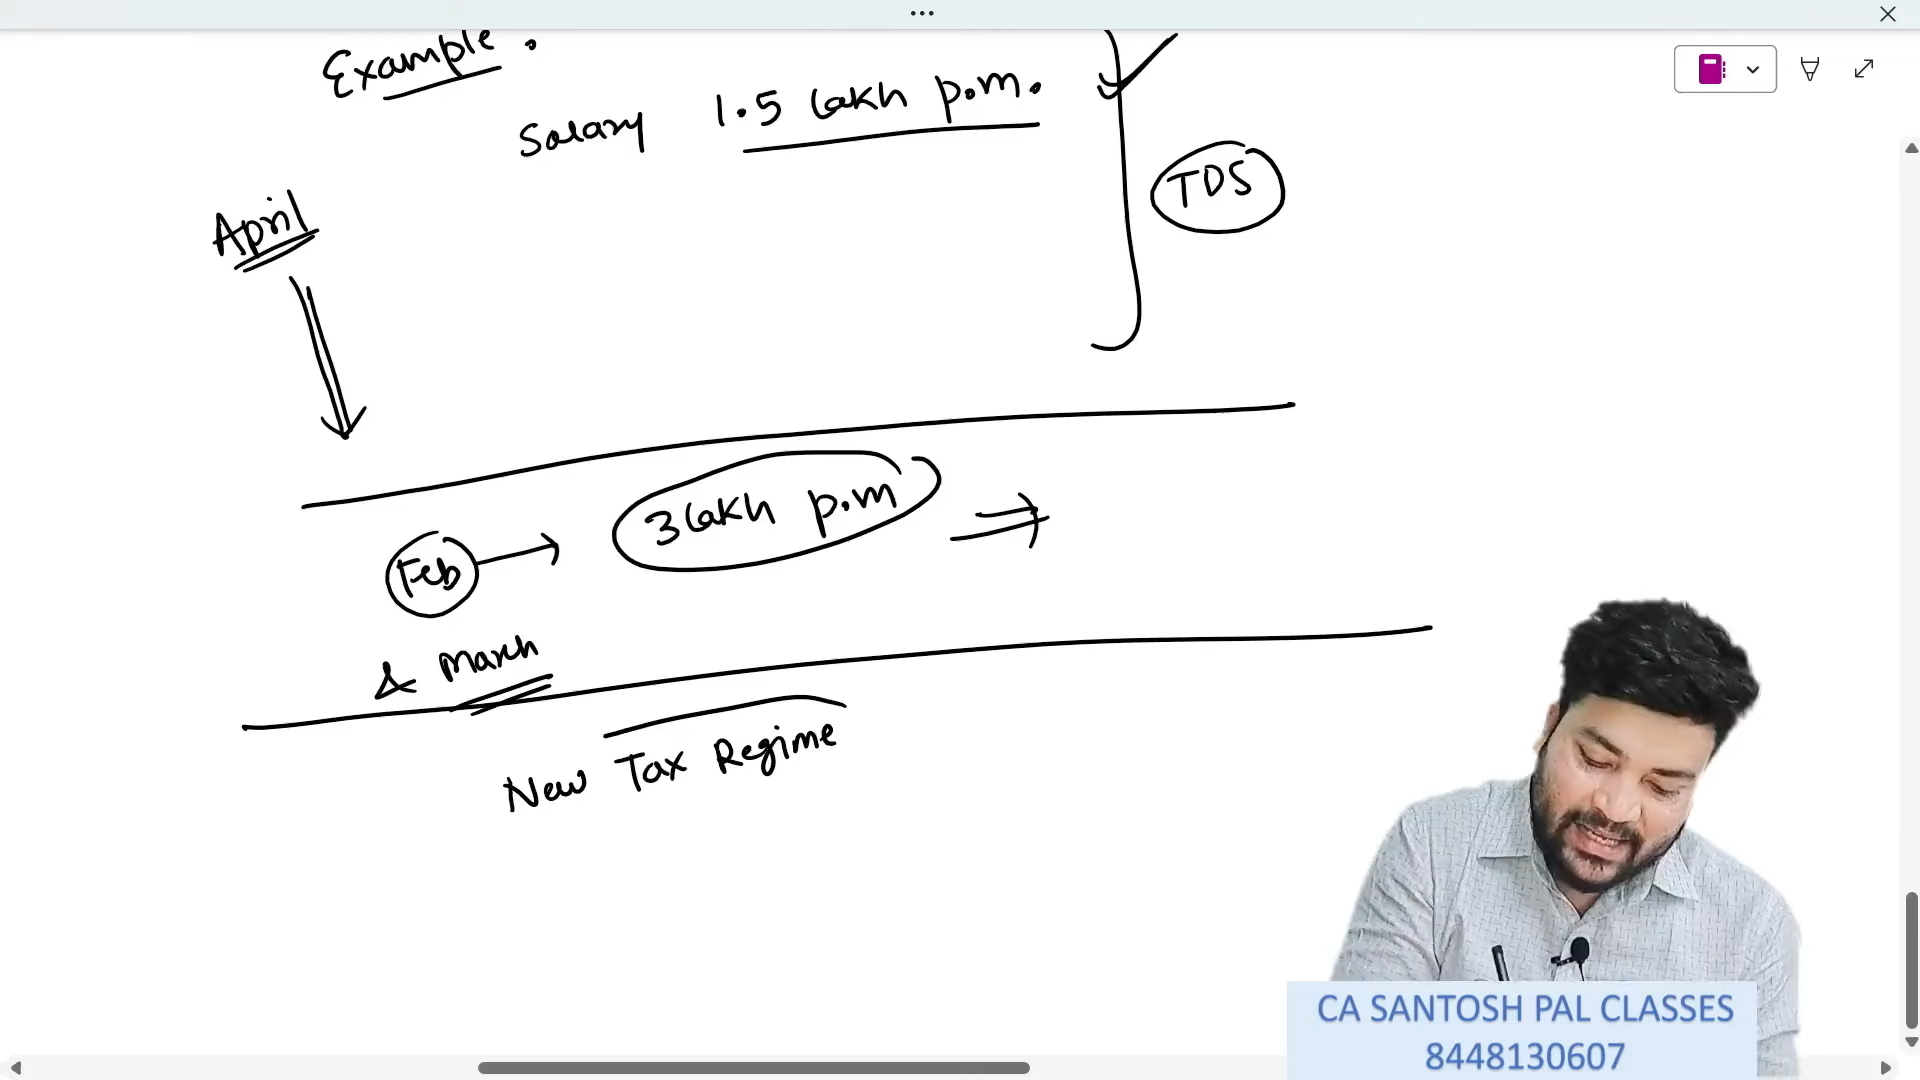 Example :
Salary 1.5 Lakh p.m.
TDS
April
3 Lakh p.m
Feb
& March
New Tax Regime
CA SANTOSH PAL CLASSES
8448130607